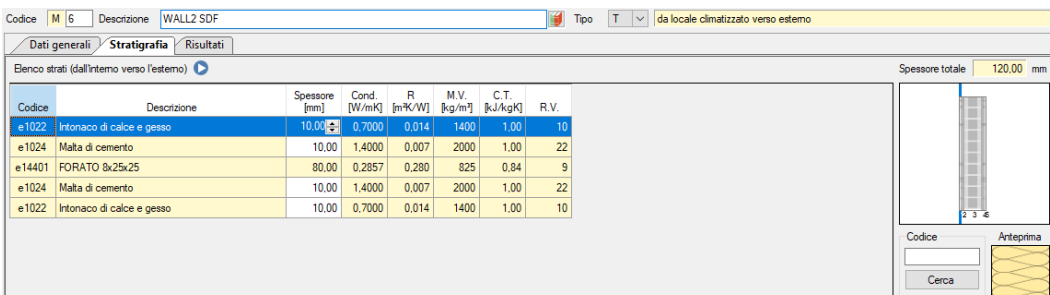 Codice M 6 Descrizione WALL2 SDF Tipo T da locale climatizzato verso esterno
Dati generali Stratigrafia Risultati
Elenco strati (dall'interno verso l'esterno) Spessore totale 120,00 mm
Codice Descrizione Spessore [mm] Cond. [W/mK] R [m²K/W] M.V. [kg/m³] C.T. [kJ/kgK] R.V.
e1022 Intonaco di calce e gesso 10,00 0,7000 0,014 1400 1,00 10
e1024 Malta di cemento 10,00 1,4000 0,007 2000 1,00 22
e14401 FORATO 8x25x25 80,00 0,2857 0,280 825 0,84 9
e1024 Malta di cemento 10,00 1,4000 0,007 2000 1,00 22
e1022 Intonaco di calce e gesso 10,00 0,7000 0,014 1400 1,00 10
2 3 45
Codice Anteprima
Cerca